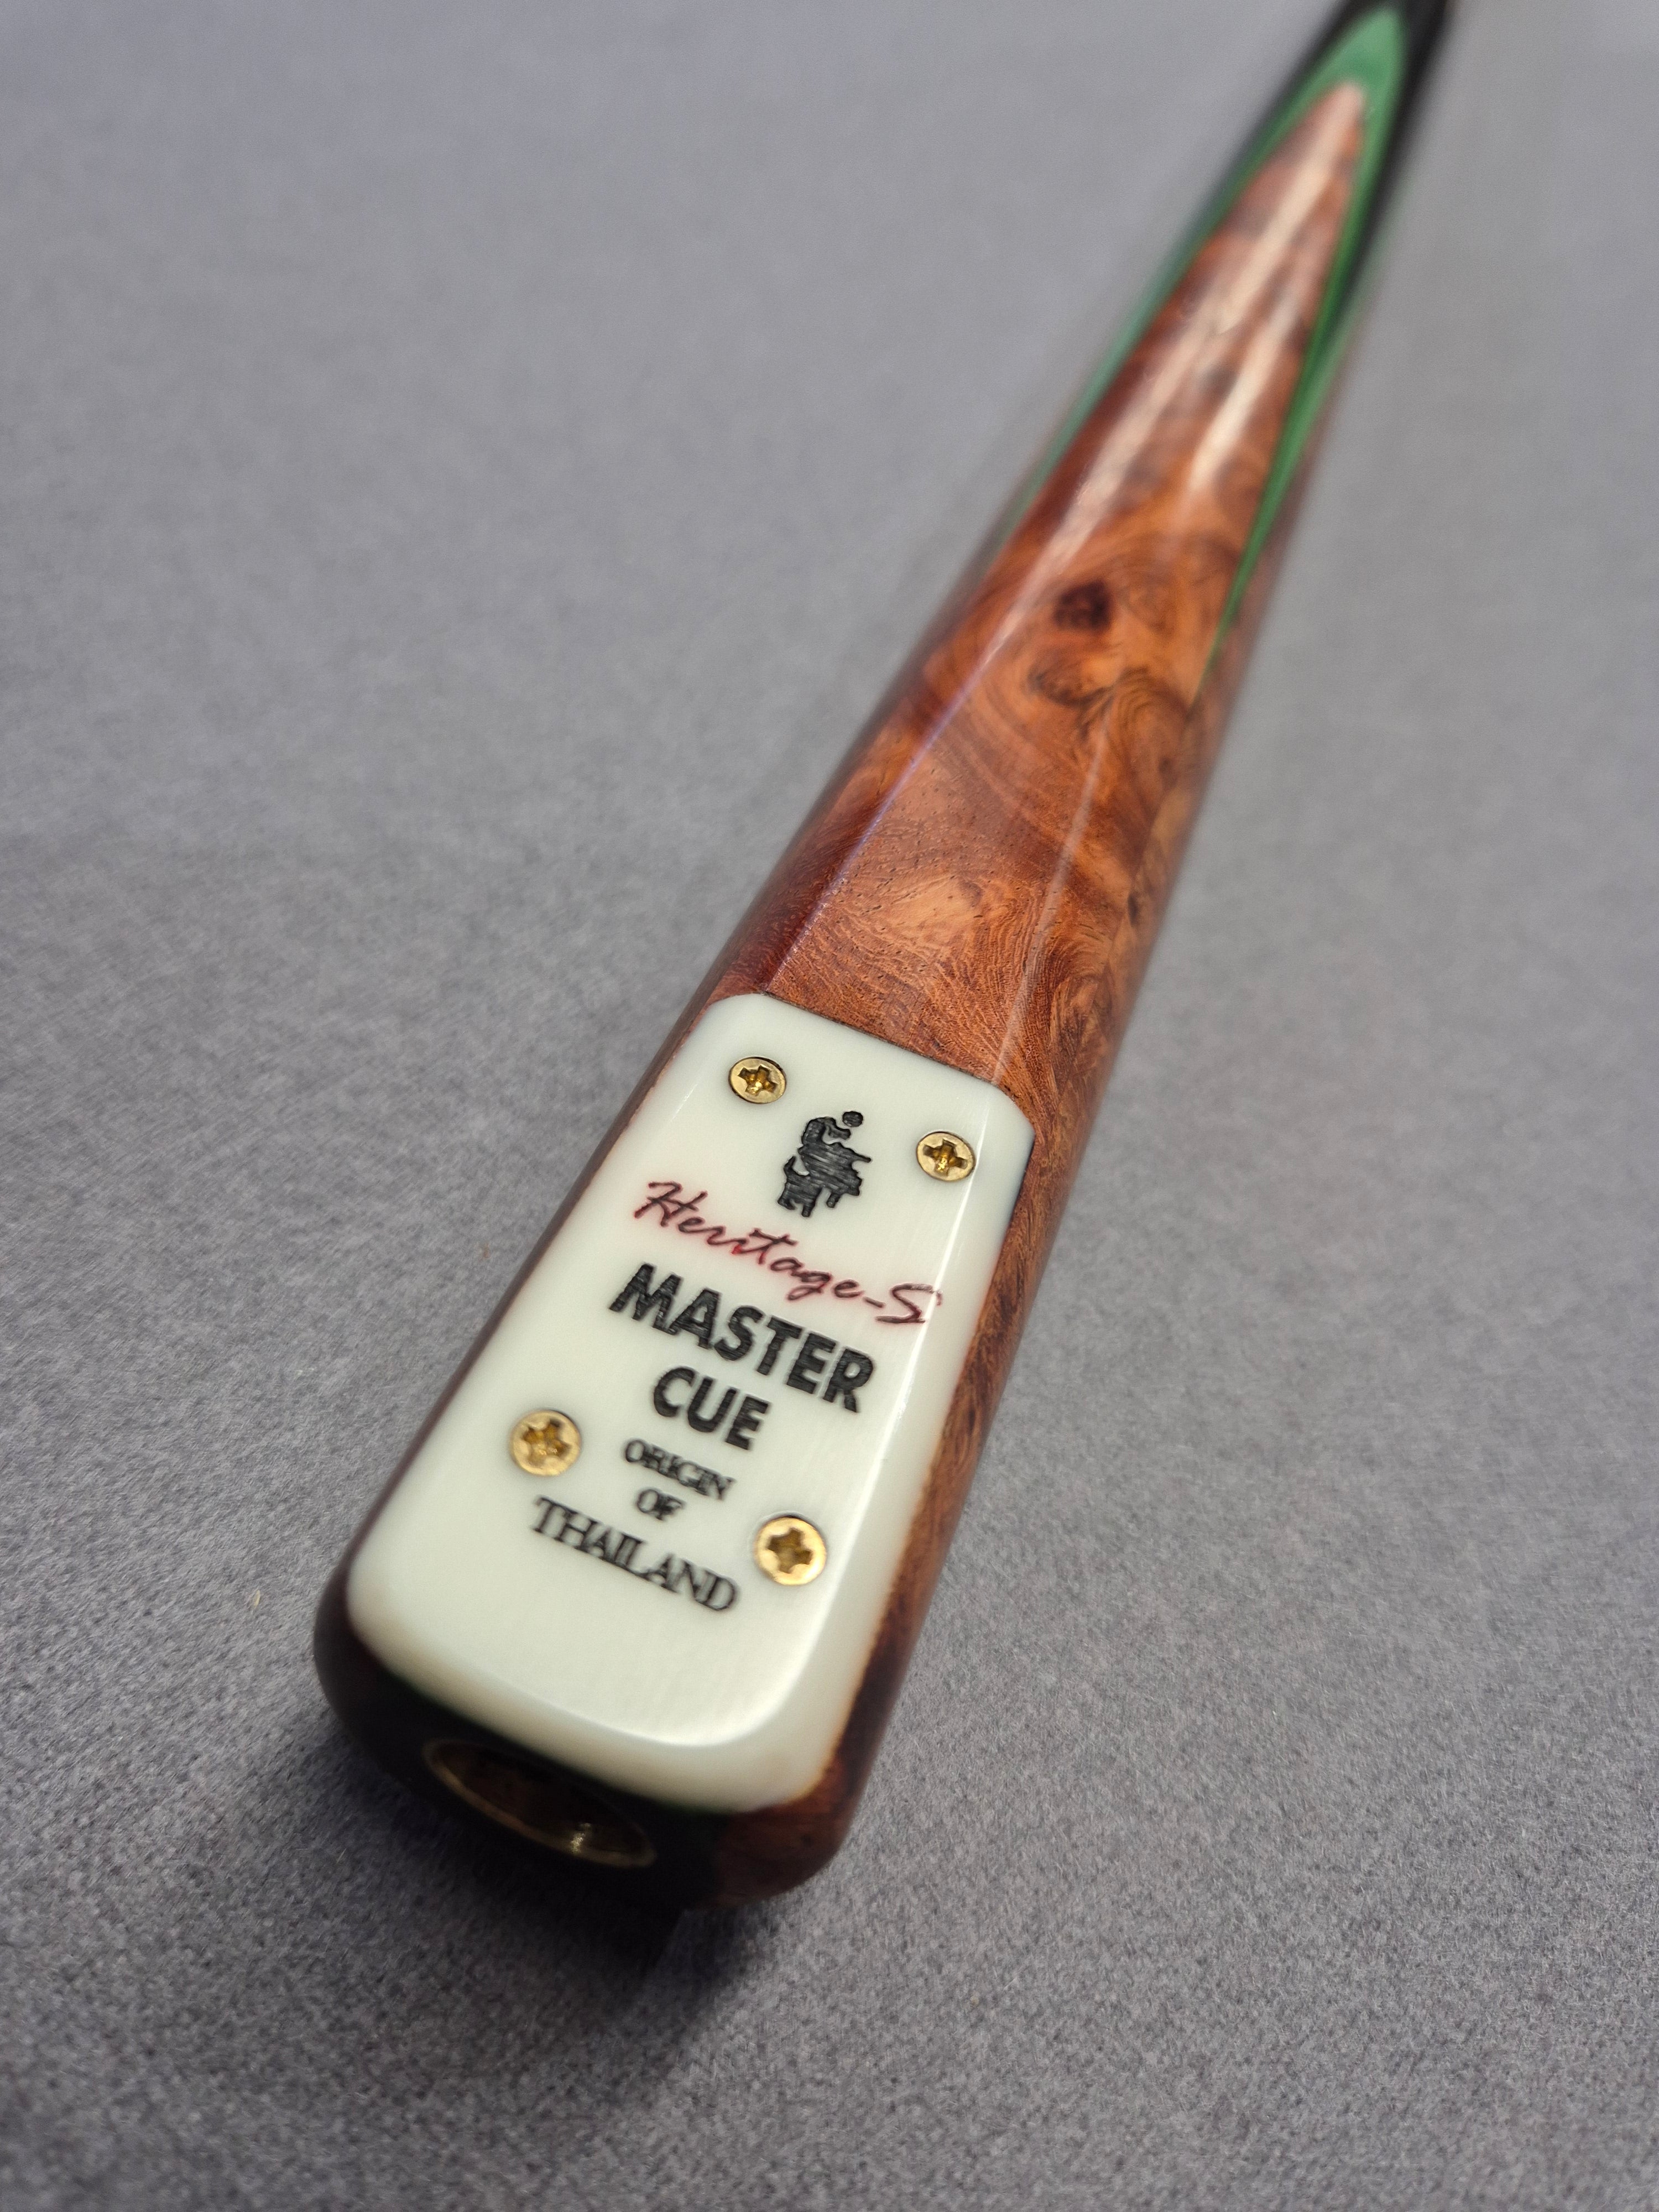 Heritage-S
MASTER
CUE
ORIGIN
OF
THAILAND